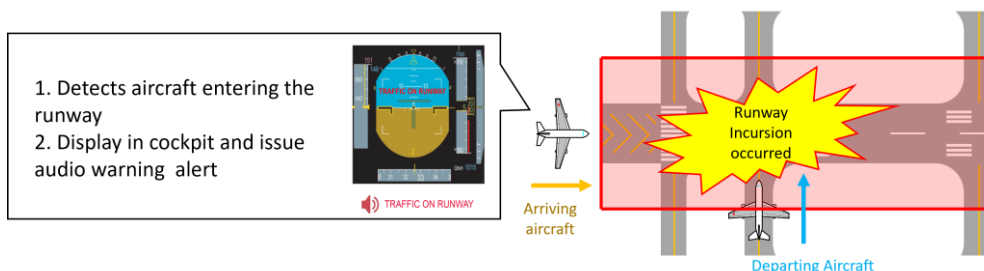 1. Detects aircraft entering the
runway
2. Display in cockpit and issue
audio warning alert
TRAFFIC ON RUNWAY
TRAFFIC ON RUNWAY
Arriving
aircraft
Runway
Incursion
occurred
Departing Aircraft